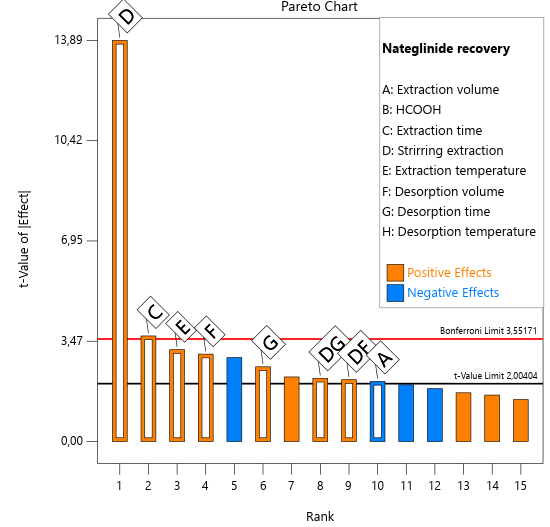 Pareto Chart
Nateglinide recovery
A: Extraction volume
B: HCOOH
C: Extraction time
D: Strirring extraction
E: Extraction temperature
F: Desorption volume
G: Desorption time
H: Desorption temperature
Positive Effects
Negative Effects
t-Value of |Effect|
13,89
10,42
6,95
3,47
0,00
Bonferroni Limit 3,55171
t-Value Limit 2,00404
D
C
E
F
G
DG
DF
A
1 2 3 4 5 6 7 8 9 10 11 12 13 14 15
Rank